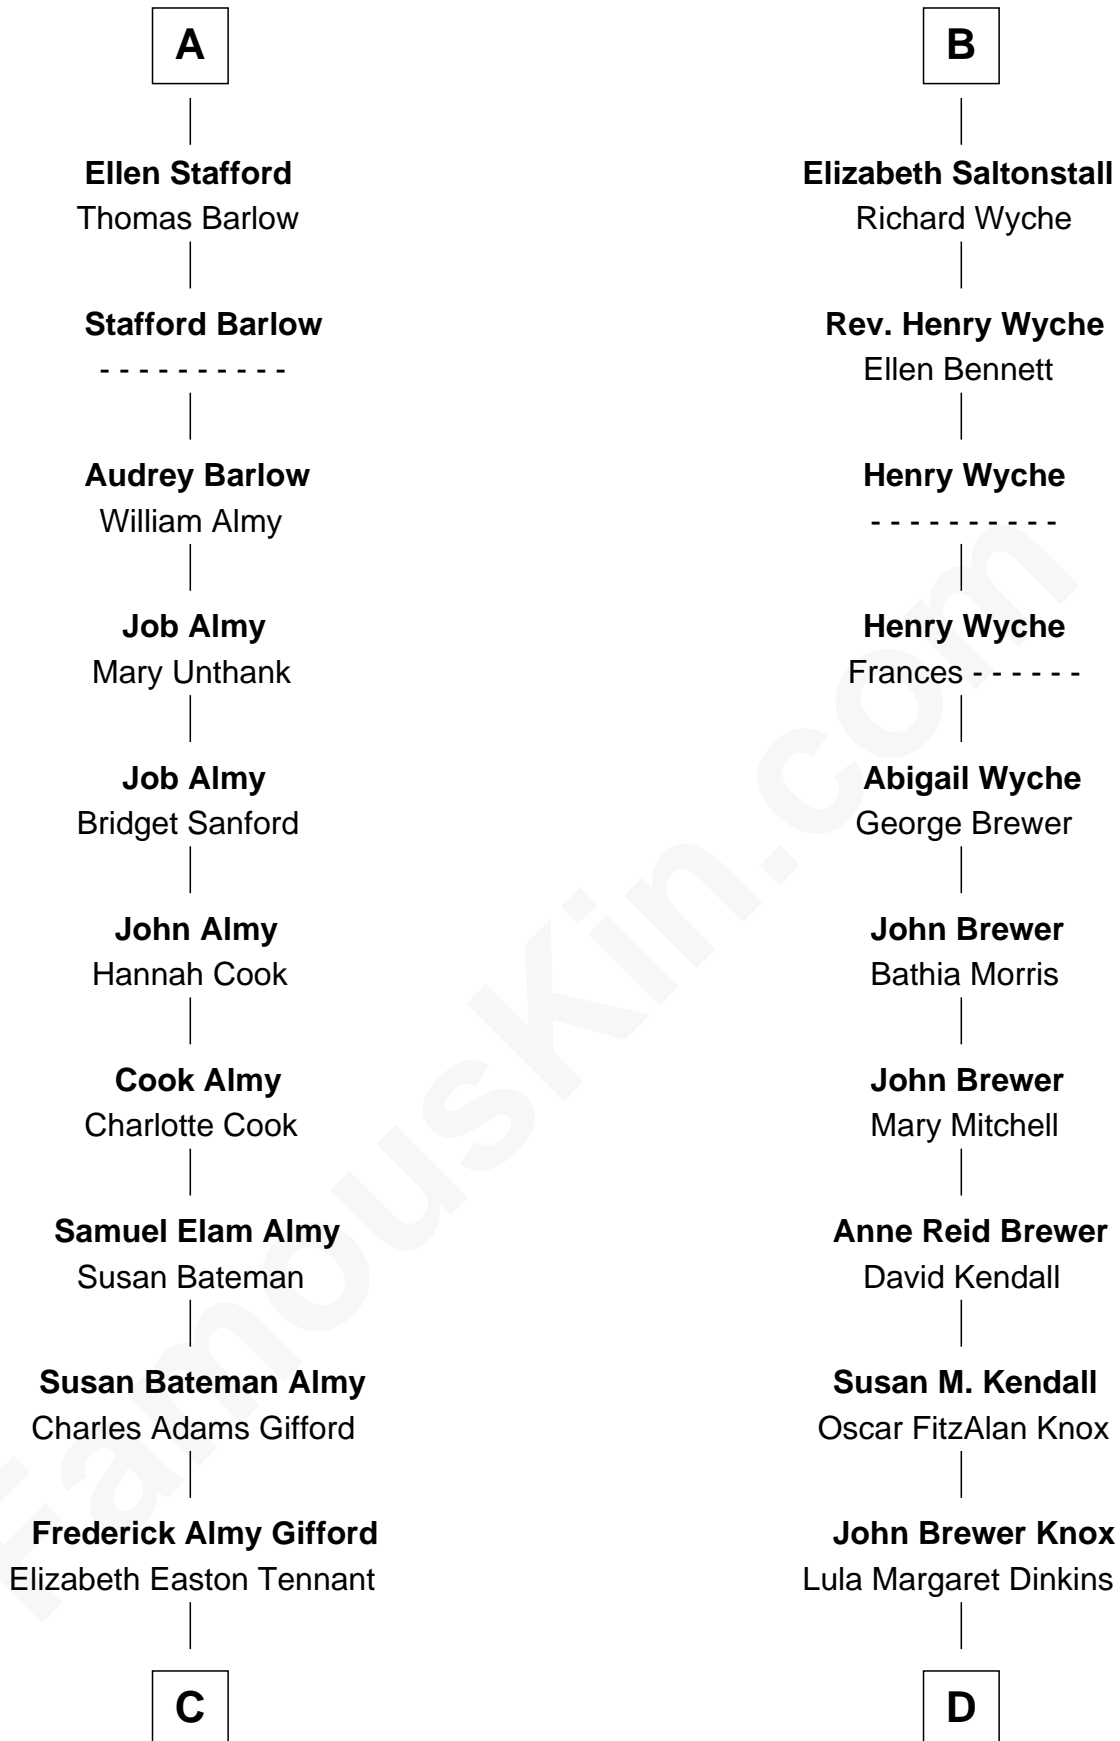 A
Ellen Stafford
Thomas Barlow
Stafford Barlow
- - - - - - - - - -
Audrey Barlow
William Almy
Job Almy
Mary Unthank
Job Almy
Bridget Sanford
John Almy
Hannah Cook
Cook Almy
Charlotte Cook
Samuel Elam Almy
Susan Bateman
Susan Bateman Almy
Charles Adams Gifford
Frederick Almy Gifford
Elizabeth Easton Tennant
C
B
Elizabeth Saltonstall
Richard Wyche
Rev. Henry Wyche
Ellen Bennett
Henry Wyche
- - - - - - - - - -
Henry Wyche
Frances - - - - - -
Abigail Wyche
George Brewer
John Brewer
Bathia Morris
John Brewer
Mary Mitchell
Anne Reid Brewer
David Kendall
Susan M. Kendall
Oscar FitzAlan Knox
John Brewer Knox
Lula Margaret Dinkins
D
FamousKin.com